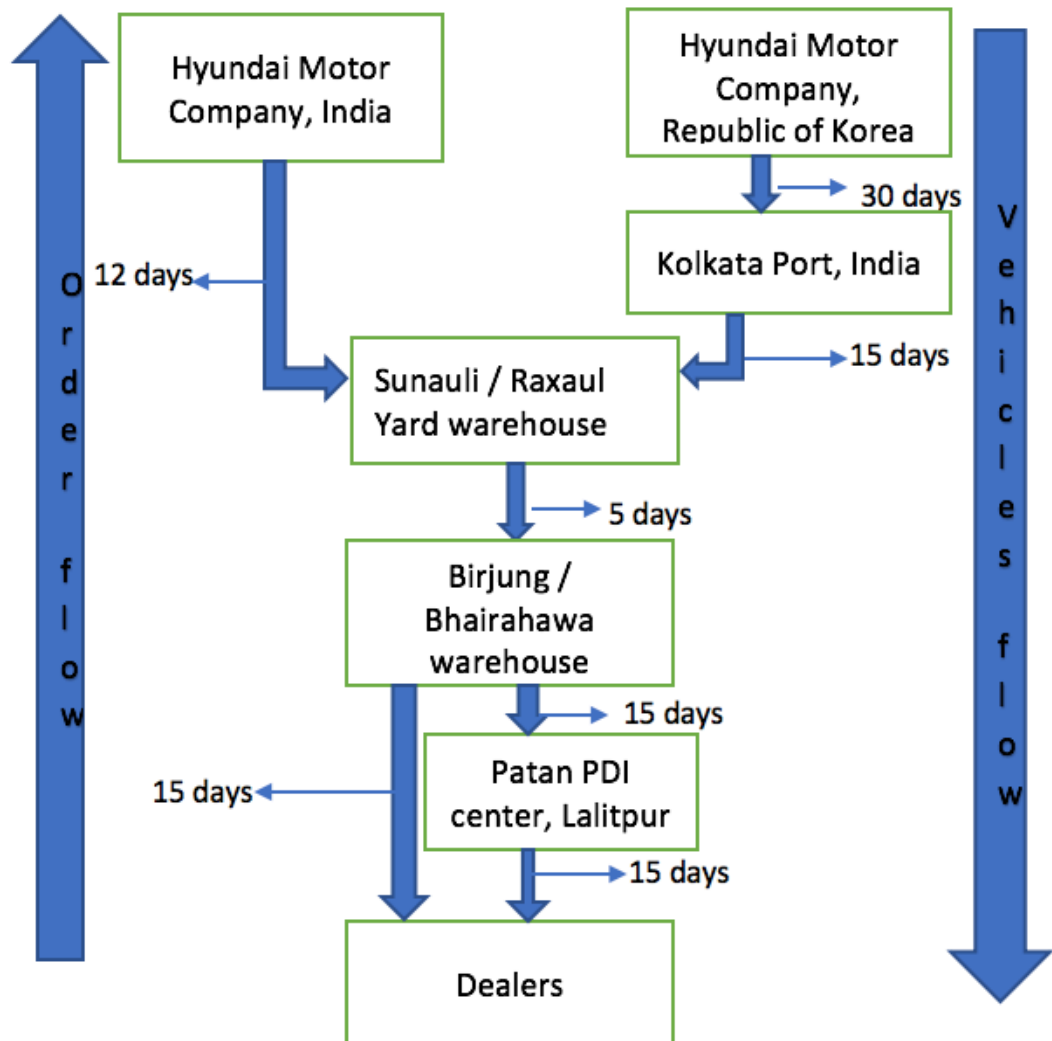 Hyundai Motor
Company, India
Hyundai Motor
Company,
Republic of Korea
30 days
Kolkata Port, India
12 days
15 days
Sunauli / Raxaul
Yard warehouse
5 days
Birjung /
Bhairahawa
warehouse
15 days
15 days
Patan PDI
center, Lalitpur
15 days
Dealers
Order flow
Vehicles flow